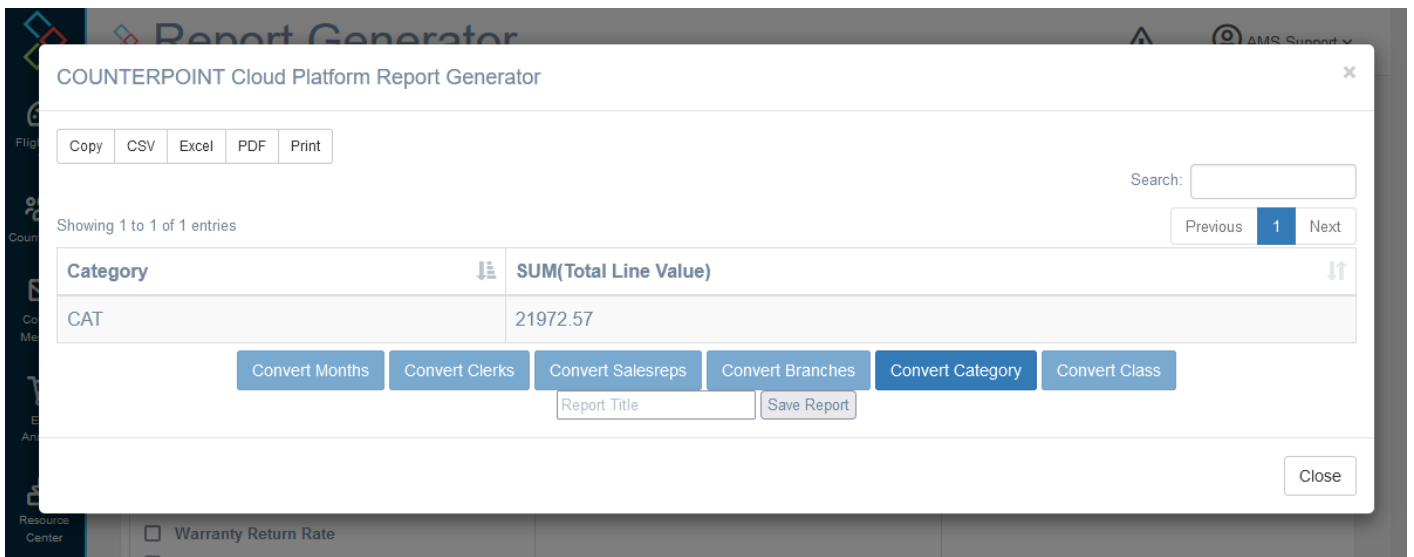 Report Generator
AMS Support
COUNTERPOINT Cloud Platform Report Generator
×
Copy CSV Excel PDF Print
Search:
Showing 1 to 1 of 1 entries
Previous 1 Next
Category SUM(Total Line Value)
CAT 21972.57
Convert Months Convert Clerks Convert Salesreps Convert Branches Convert Category Convert Class
Report Title Save Report
Close
Resource
Center
Warranty Return Rate